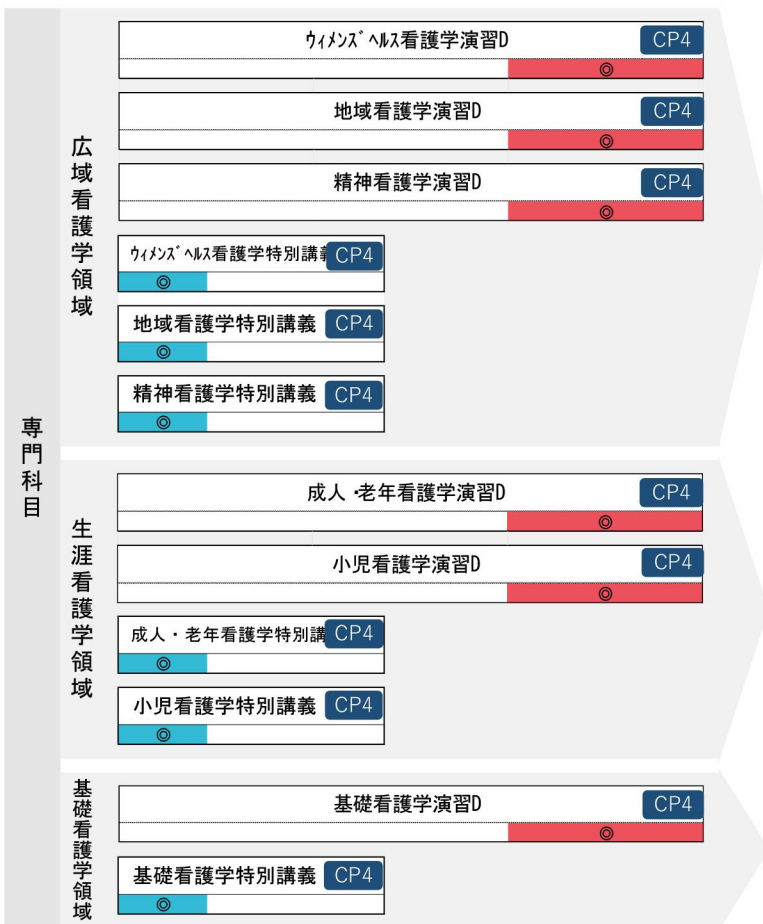 専門科目
広域看護学領域
ウィメンズヘルス看護学演習D CP4
◎
地域看護学演習D CP4
◎
精神看護学演習D CP4
◎
ウィメンズヘルス看護学特別講 CP4
◎
地域看護学特別講義 CP4
◎
精神看護学特別講義 CP4
◎
生涯看護学領域
成人・老年看護学演習D CP4
◎
小児看護学演習D CP4
◎
成人・老年看護学特別講 CP4
◎
小児看護学特別講義 CP4
◎
基礎看護学領域
基礎看護学演習D CP4
◎
基礎看護学特別講義 CP4
◎